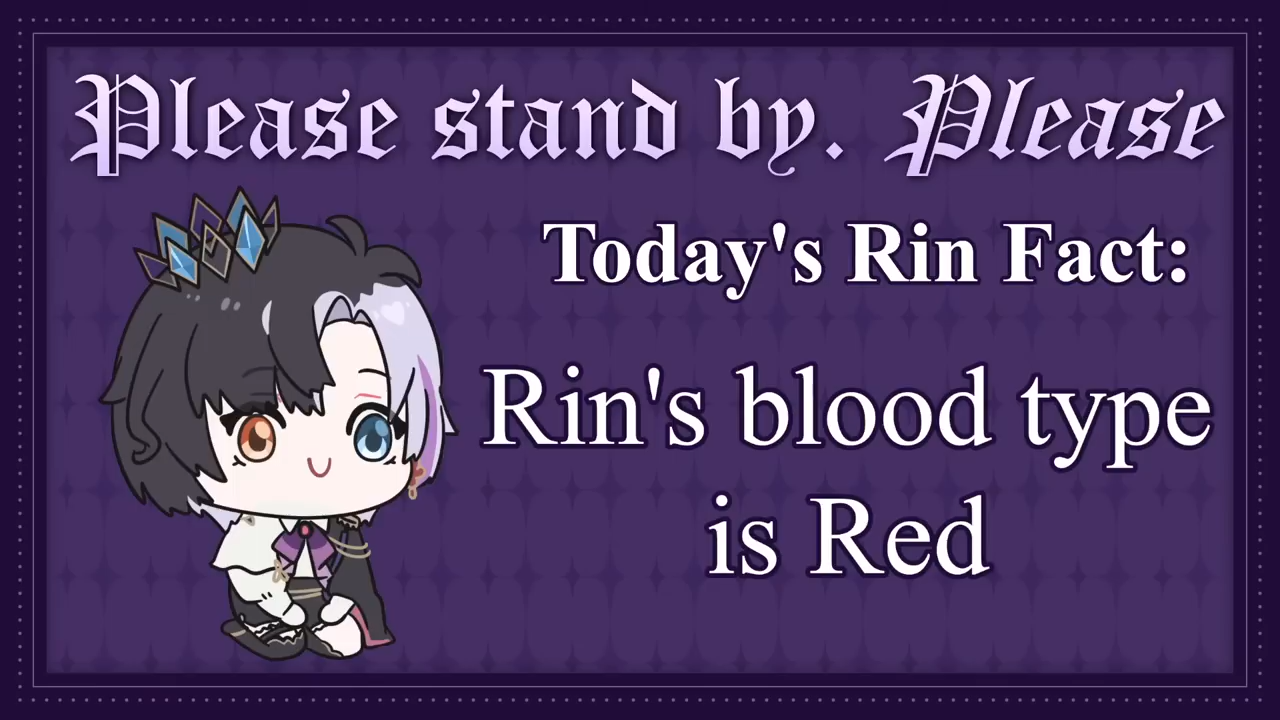 Please stand by. Please
Today's Rin Fact:
Rin's blood type
is Red